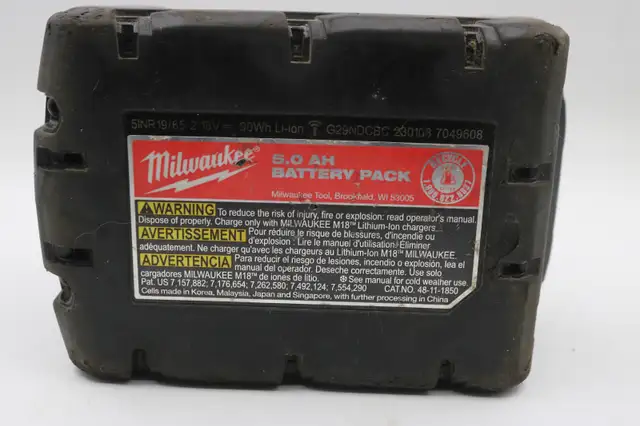 5INR19/65-2 18V⎓ 90Wh Li-ion G29NDCBC 230108 7049608
Milwaukee
5.0 AH
BATTERY PACK
Milwaukee Tool, Brookfield, WI 53005
RECYCLE
1.800.822.8837
WARNING To reduce the risk of injury, fire or explosion: read operator's manual.
Dispose of properly. Charge only with MILWAUKEE M18™ Lithium-Ion chargers.
AVERTISSEMENT Pour réduire le risque de blessures, d'incendie ou
d'explosion : Lire le manuel d'utilisation. Éliminer
adéquatement. Ne charger qu'avec les chargeurs au Lithium-Ion M18™ MILWAUKEE.
ADVERTENCIA Para reducir el riesgo de lesiones, incendio o explosión, lea el
manual del operador. Deseche correctamente. Use solo
cargadores MILWAUKEE M18™ de iones de litio. ❄See manual for cold weather use.
Pat. US 7,157,882; 7,176,654; 7,262,580; 7,492,124; 7,554,290 CAT.NO. 48-11-1850
Cells made in Korea, Malaysia, Japan and Singapore, with further processing in China